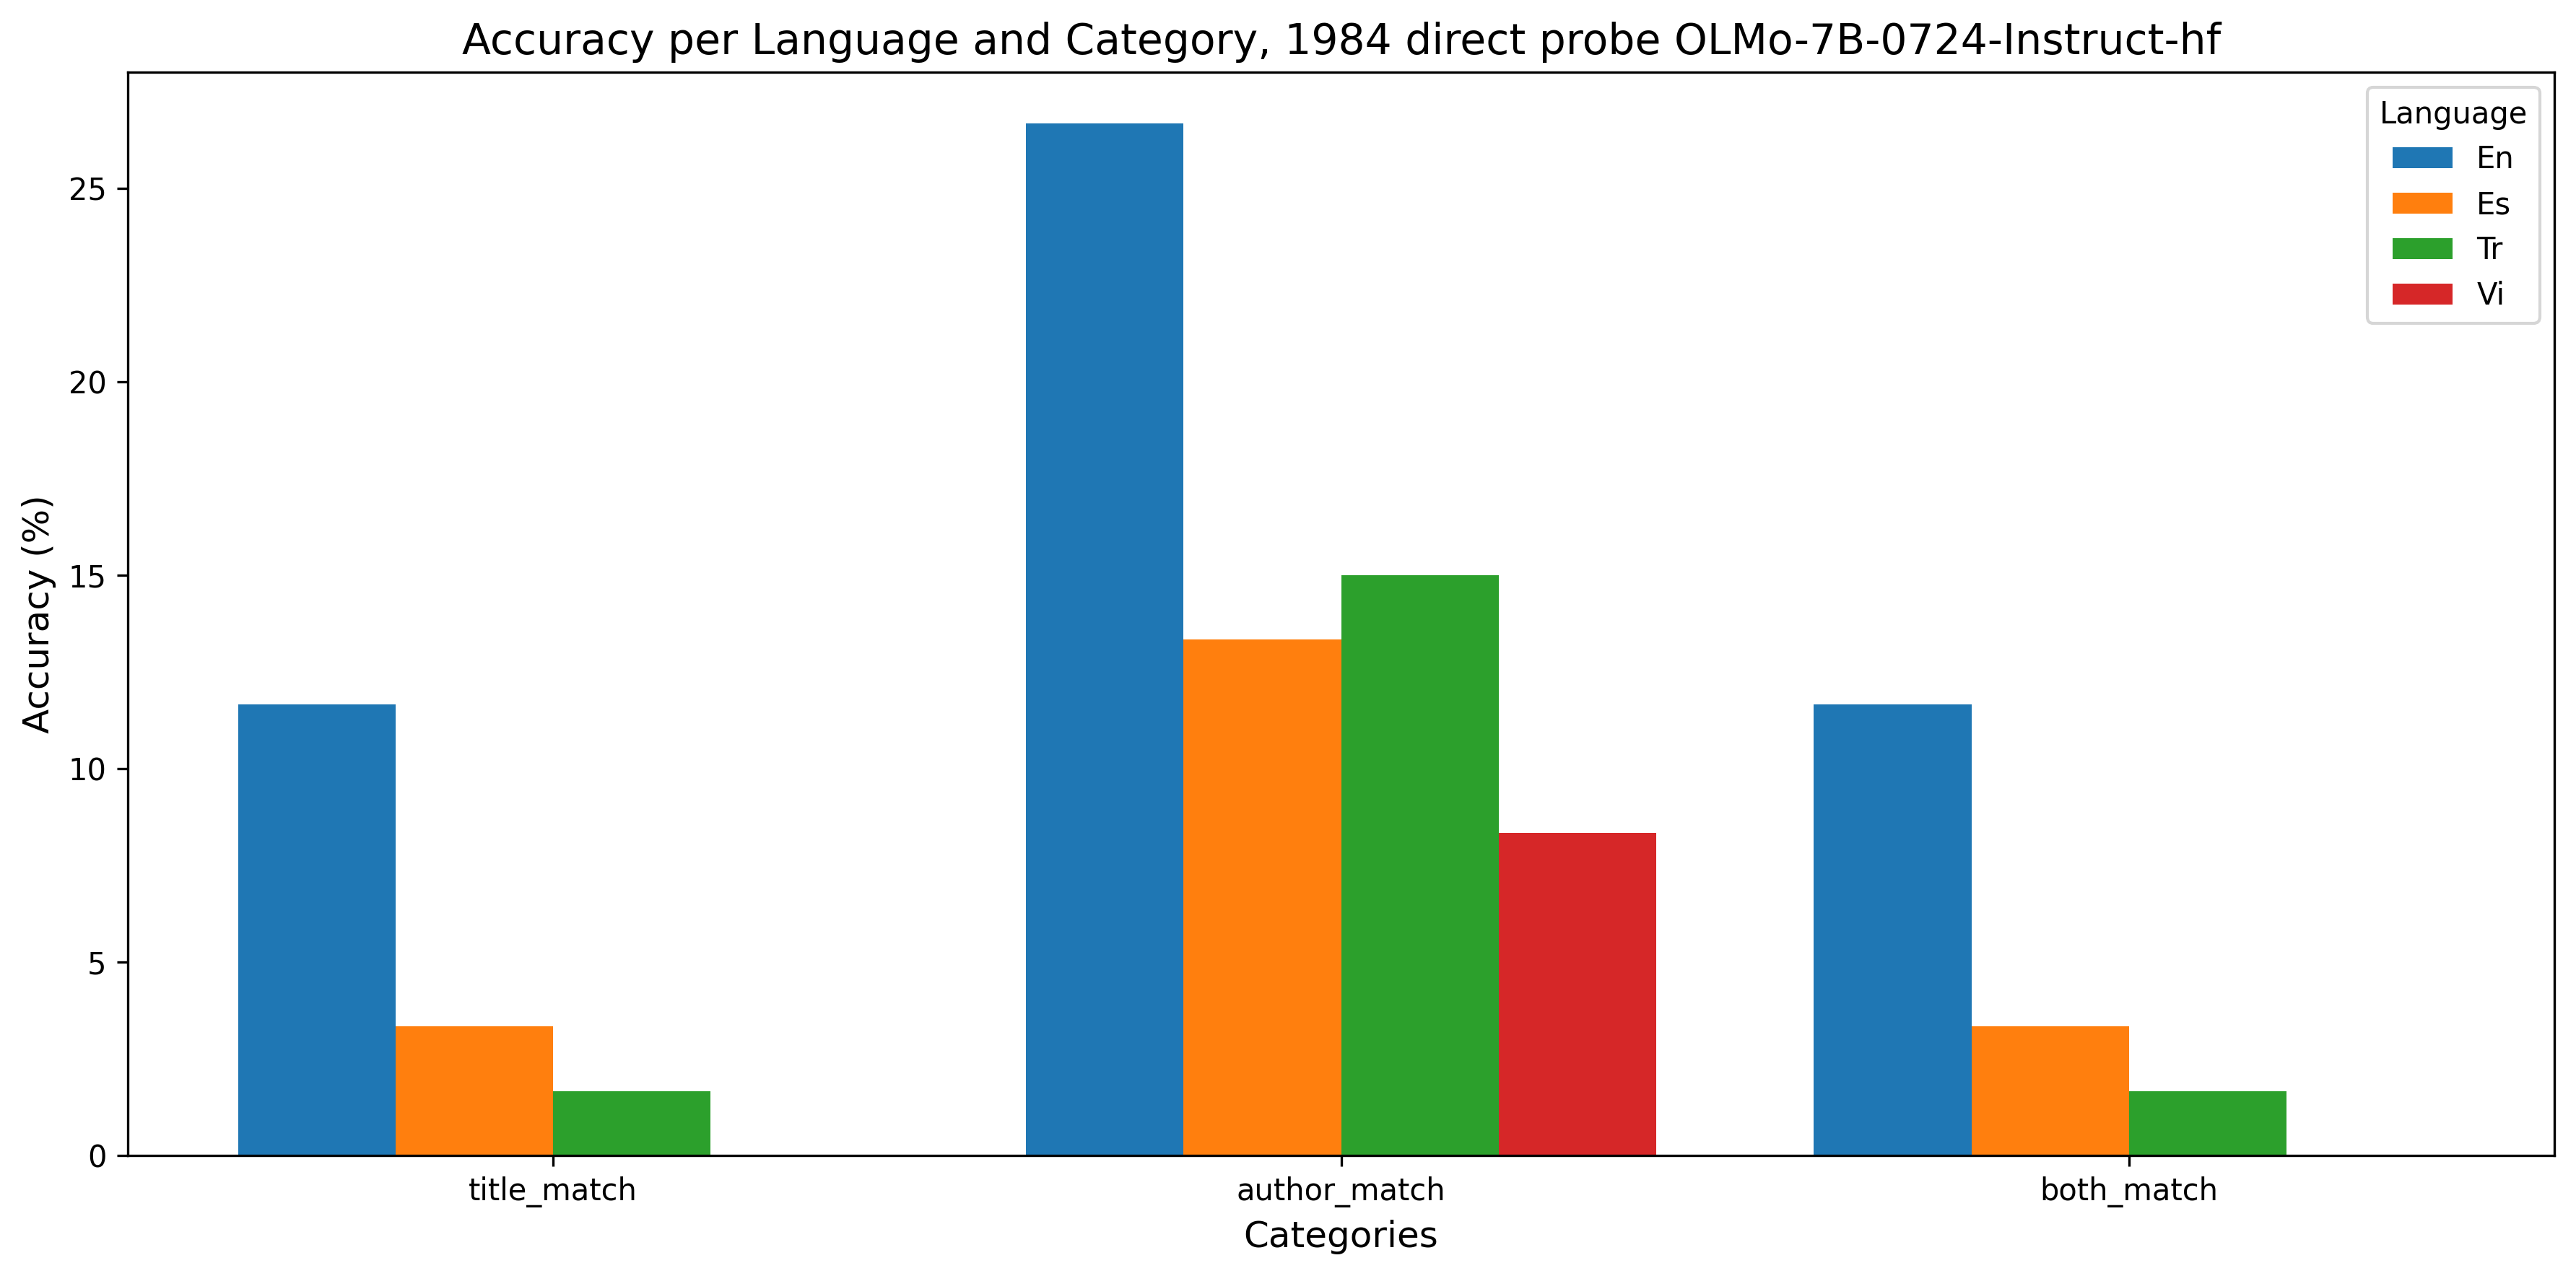 Accuracy per Language and Category, 1984 direct probe OLMo-7B-0724-Instruct-hf
Language
En
Es
Tr
Vi
Accuracy (%)
25
20
15
10
5
0
title_match
author_match
both_match
Categories